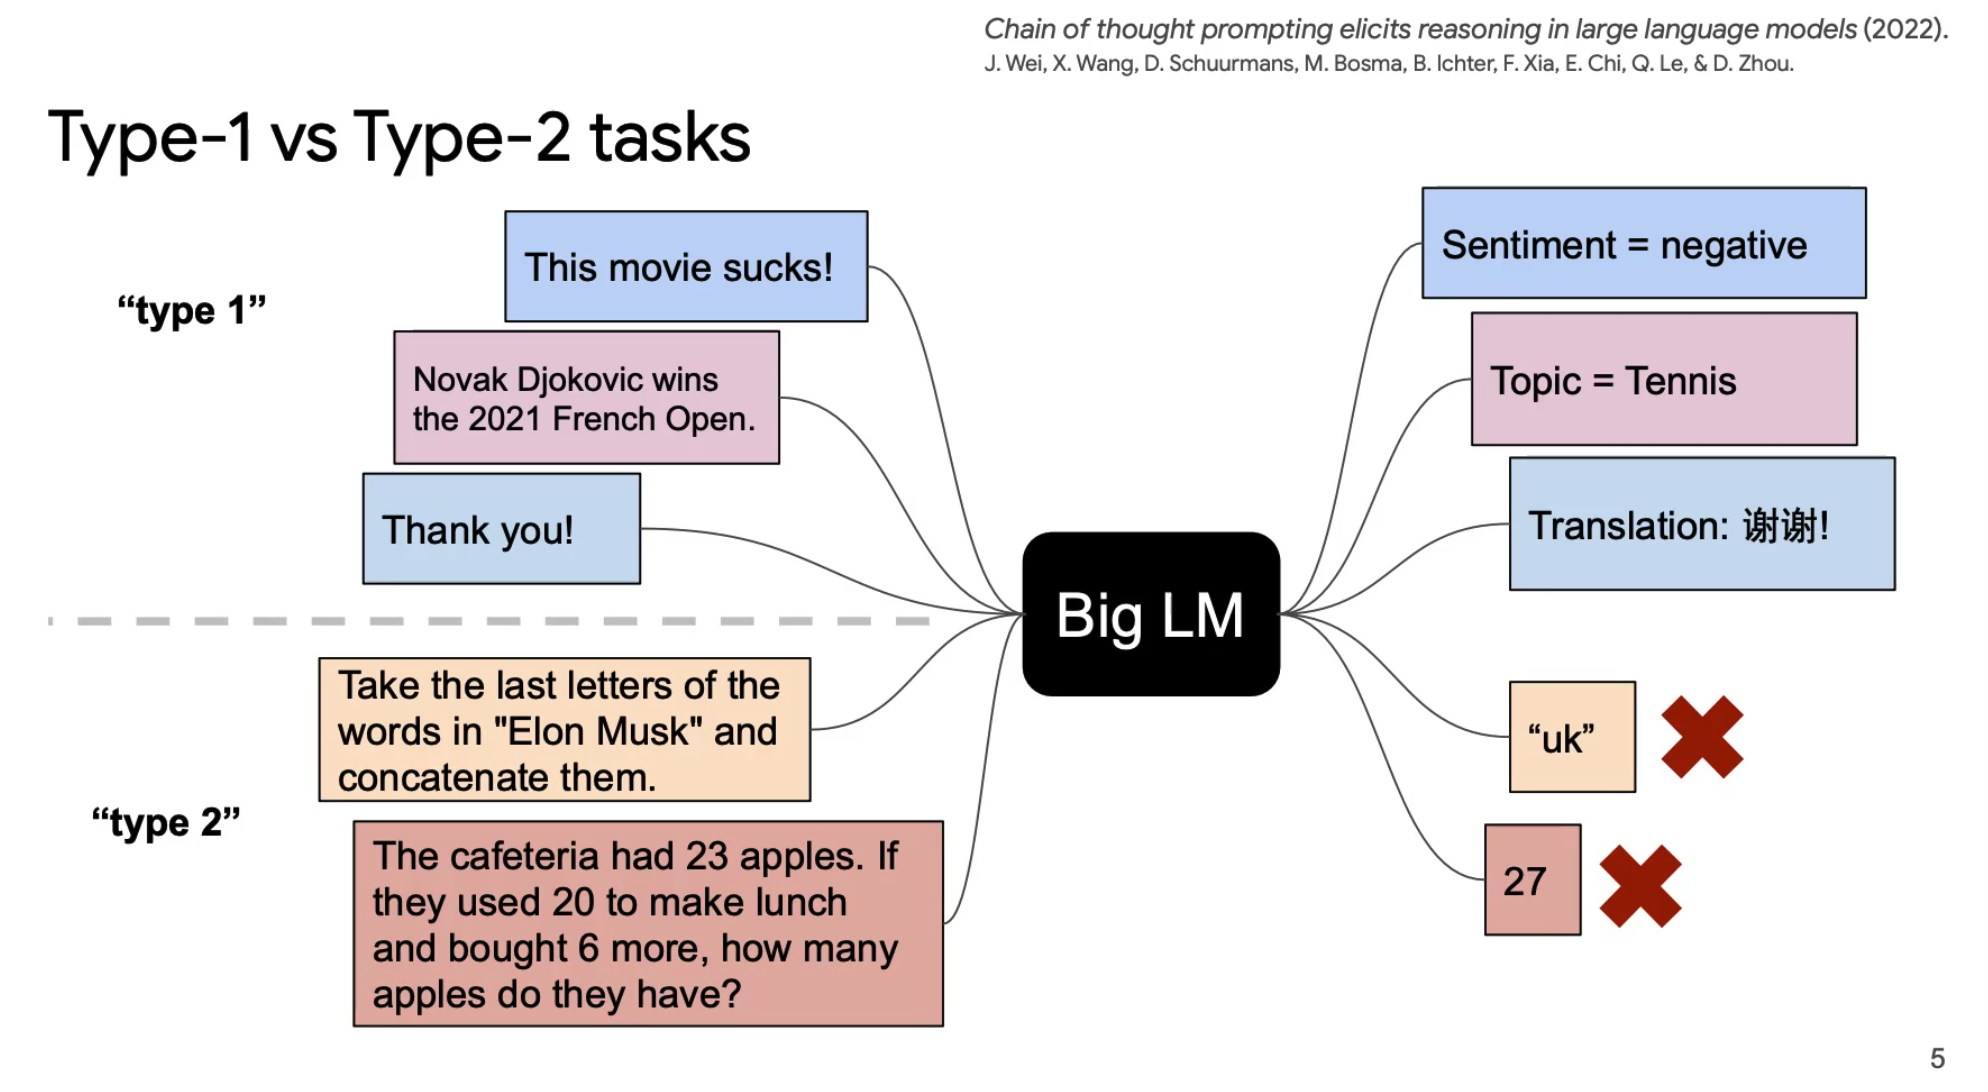 Chain of thought prompting elicits reasoning in large language models (2022).
J. Wei, X. Wang, D. Schuurmans, M. Bosma, B. Ichter, F. Xia, E. Chi, Q. Le, & D. Zhou.
Type-1 vs Type-2 tasks
“type 1”
This movie sucks!
Novak Djokovic wins
the 2021 French Open.
Thank you!
“type 2”
Take the last letters of the
words in "Elon Musk" and
concatenate them.
The cafeteria had 23 apples. If
they used 20 to make lunch
and bought 6 more, how many
apples do they have?
Big LM
Sentiment = negative
Topic = Tennis
Translation: 谢谢!
“uk”
27
5